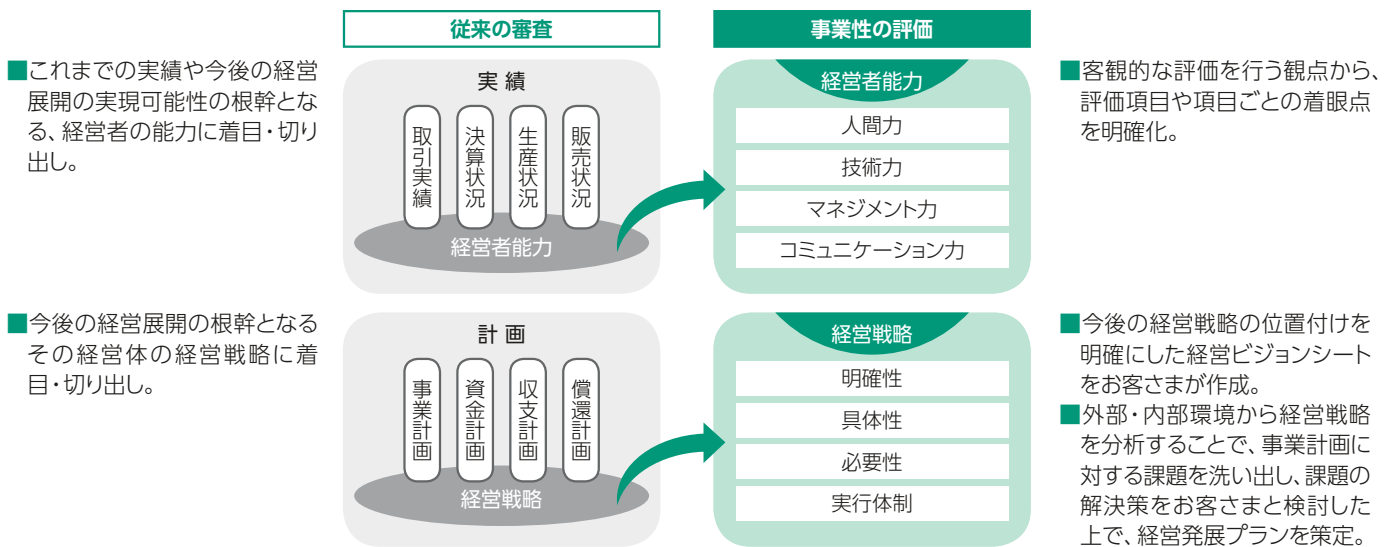 従来の審査
事業性の評価
■これまでの実績や今後の経営
展開の実現可能性の根幹とな
る、経営者の能力に着目・切り
出し。
実 績
取引実績
決算状況
生産状況
販売状況
経営者能力
経営者能力
人間力
技術力
マネジメント力
コミュニケーション力
■客観的な評価を行う観点から、
評価項目や項目ごとの着眼点
を明確化。
■今後の経営展開の根幹となる
その経営体の経営戦略に着
目・切り出し。
計 画
事業計画
資金計画
収支計画
償還計画
経営戦略
経営戦略
明確性
具体性
必要性
実行体制
■今後の経営戦略の位置付けを
明確にした経営ビジョンシート
をお客さまが作成。
■外部・内部環境から経営戦略
を分析することで、事業計画に
対する課題を洗い出し、課題の
解決策をお客さまと検討した
上で、経営発展プランを策定。